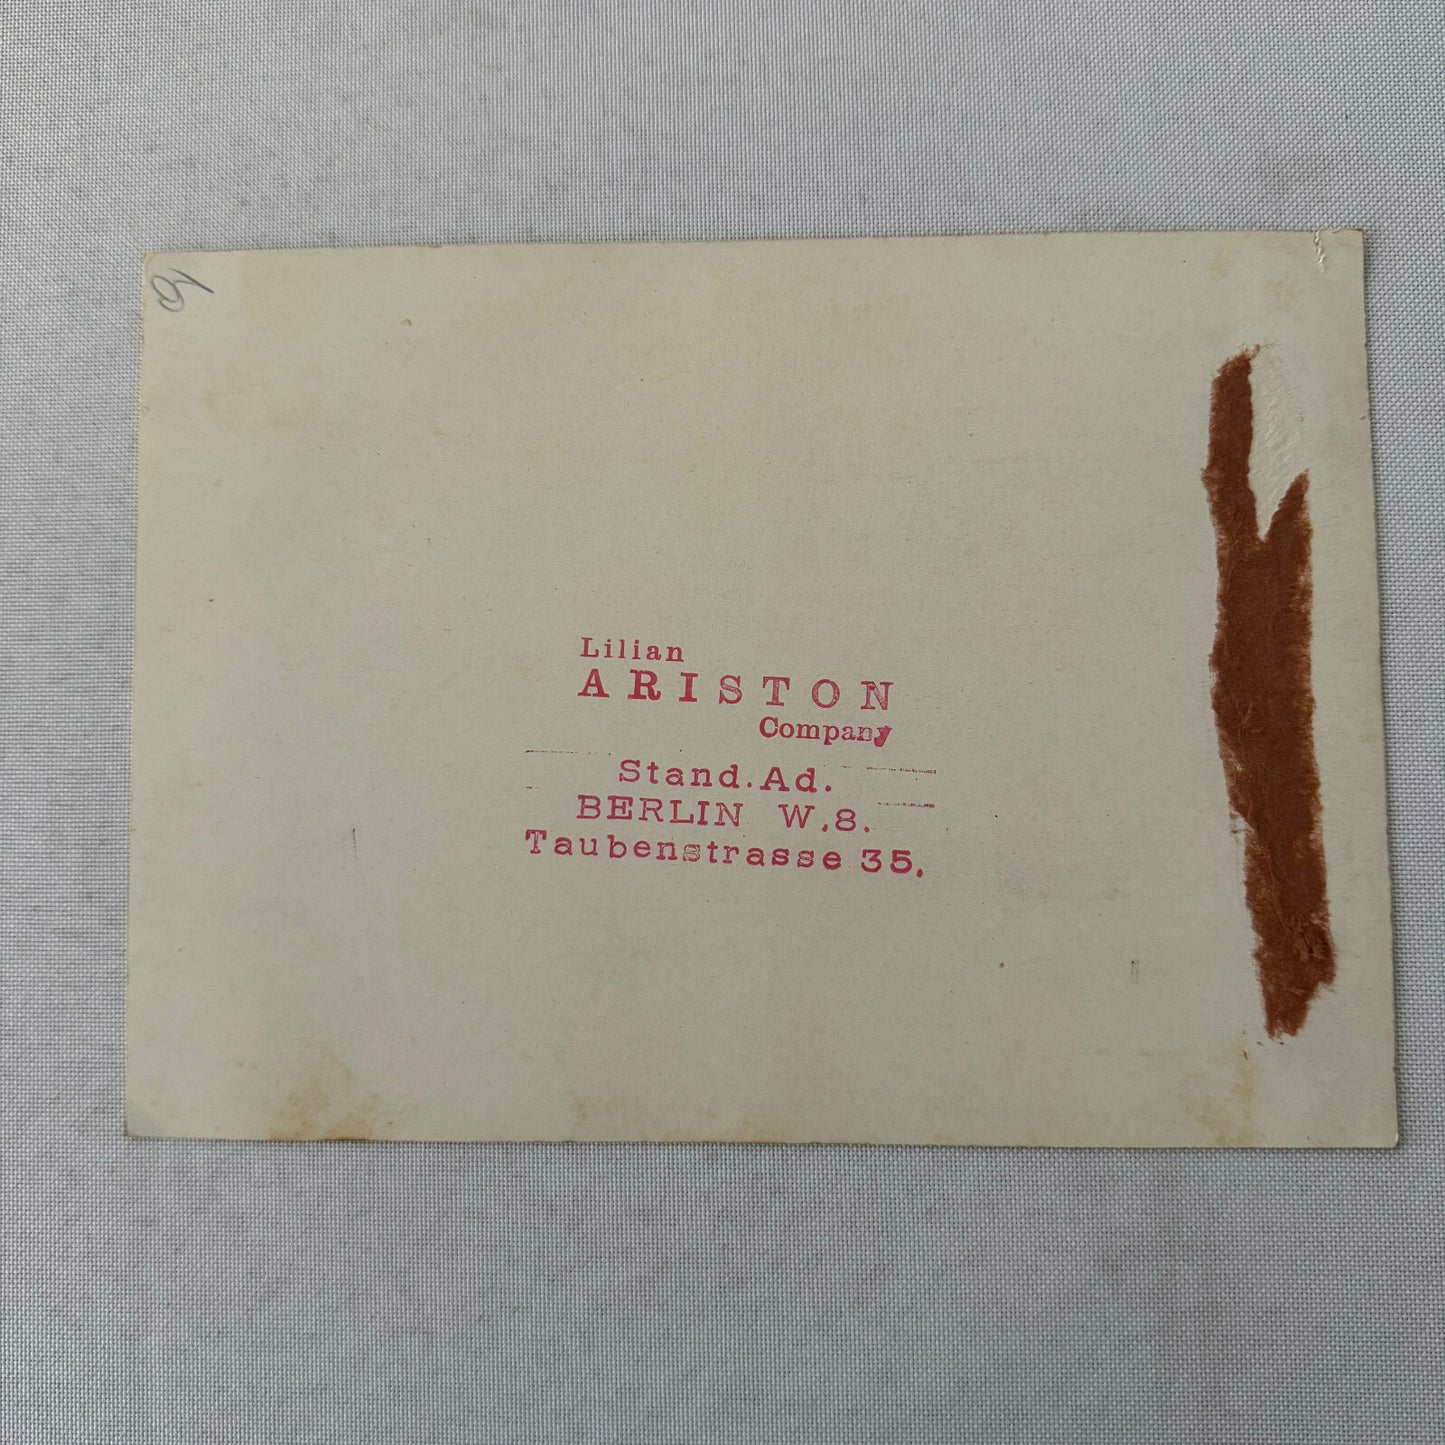 Lilian
ARISTON
Company
Stand.Ad.
BERLIN W.8.
Taubenstrasse 35.